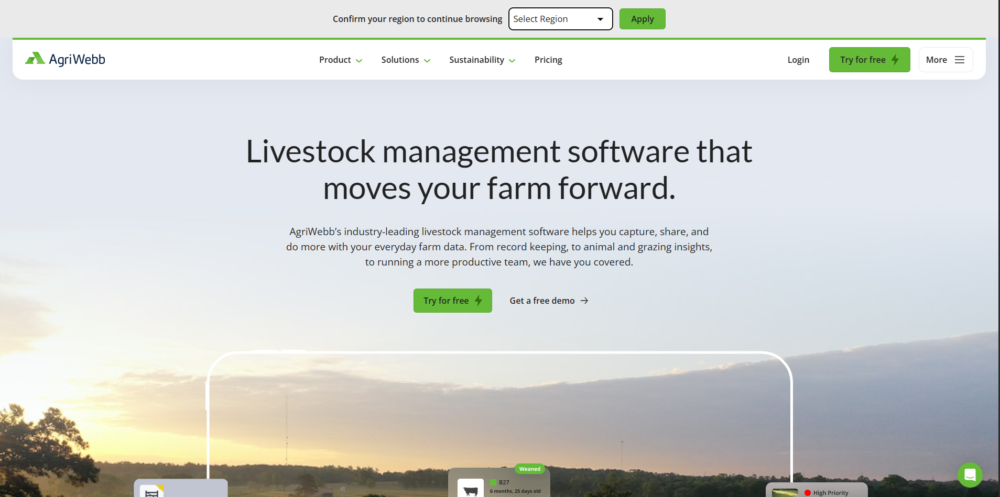 Confirm your region to continue browsing
Select Region
Apply
AgriWebb
Product
Solutions
Sustainability
Pricing
Login
Try for free
More
Livestock management software that
moves your farm forward.
AgriWebb’s industry-leading livestock management software helps you capture, share, and
do more with your everyday farm data. From record keeping, to animal and grazing insights,
to running a more productive team, we have you covered.
Try for free
Get a free demo
Weaned
B27
6 months, 25 days old
High Priority